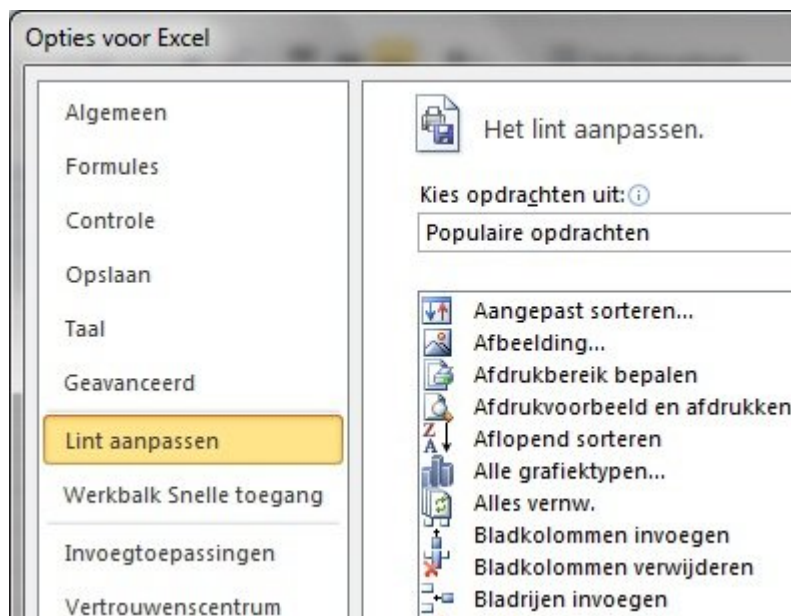 Opties voor Excel
Algemeen
Formules
Controle
Opslaan
Taal
Geavanceerd
Lint aanpassen
Werkbalk Snelle toegang
Invoegtoepassingen
Vertrouwenscentrum
Het lint aanpassen.
Kies opdrachten uit:
Populaire opdrachten
Aangepast sorteren...
Afbeelding...
Afdrukbereik bepalen
Afdrukvoorbeeld en afdrukken
Aflopend sorteren
Alle grafiektypen...
Alles vernw.
Bladkolommen invoegen
Bladkolommen verwijderen
Bladrijen invoegen